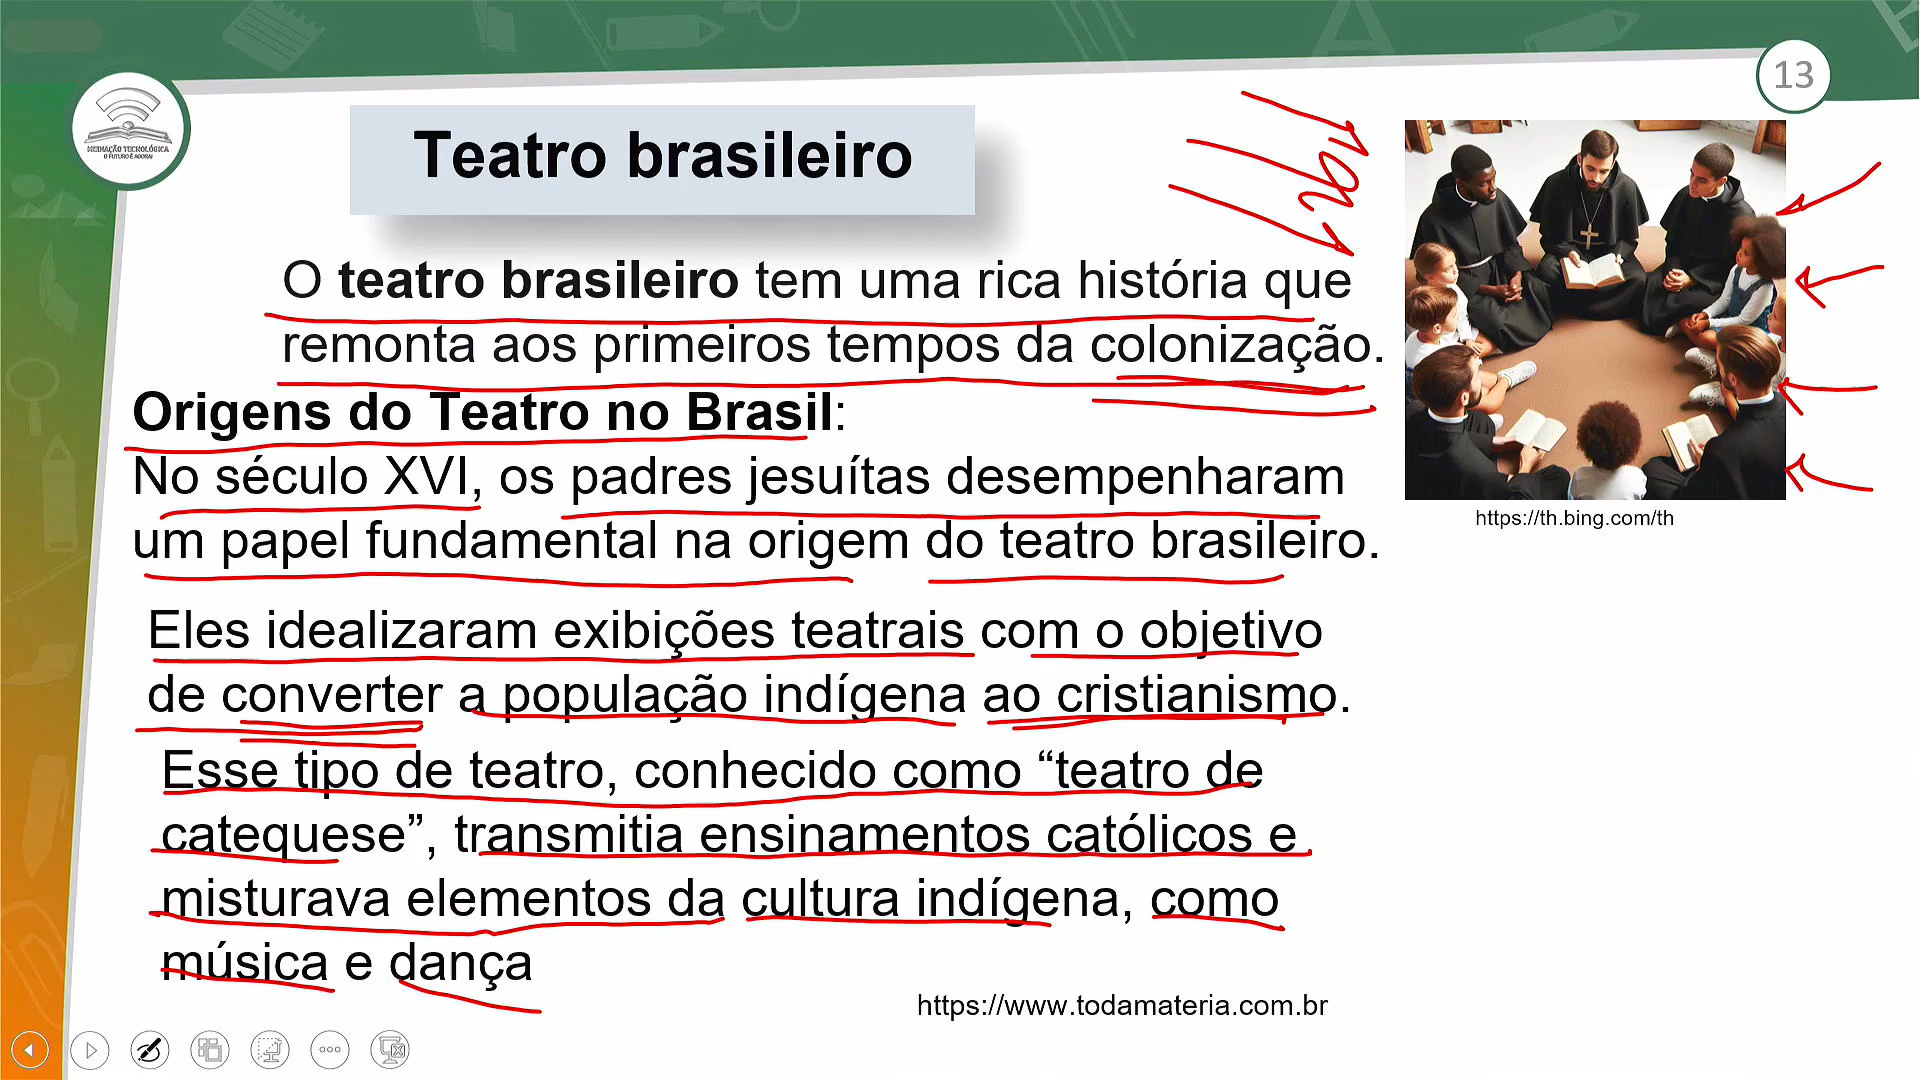 13
MEDIAÇÃO TECNOLÓGICA
O FUTURO É AGORA!
Teatro brasileiro
O teatro brasileiro tem uma rica história que
remonta aos primeiros tempos da colonização.
Origens do Teatro no Brasil:
No século XVI, os padres jesuítas desempenharam
um papel fundamental na origem do teatro brasileiro.
https://th.bing.com/th
Eles idealizaram exibições teatrais com o objetivo
de converter a população indígena ao cristianismo.
Esse tipo de teatro, conhecido como “teatro de
catequese”, transmitia ensinamentos católicos e
misturava elementos da cultura indígena, como
música e dança
https://www.todamateria.com.br